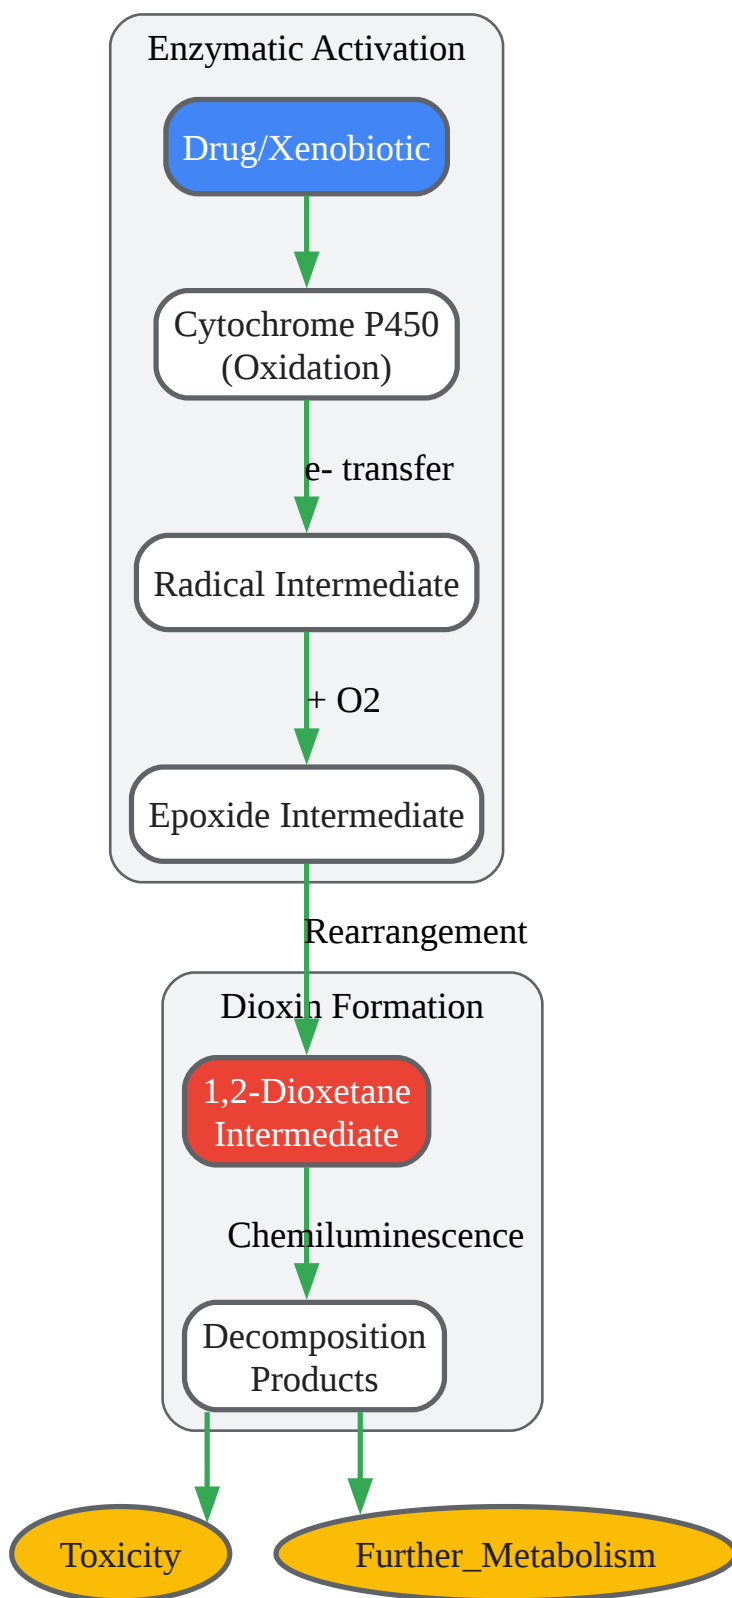 Enzymatic Activation
Drug/Xenobiotic
Cytochrome P450
(Oxidation)
e- transfer
Radical Intermediate
+ O2
Epoxide Intermediate
Rearrangement
Dioxin Formation
1,2-Dioxetane
Intermediate
Chemiluminescence
Decomposition
Products
Toxicity
Further_Metabolism